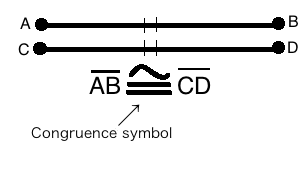 A B
C D
AB ≅ CD
Congruence symbol